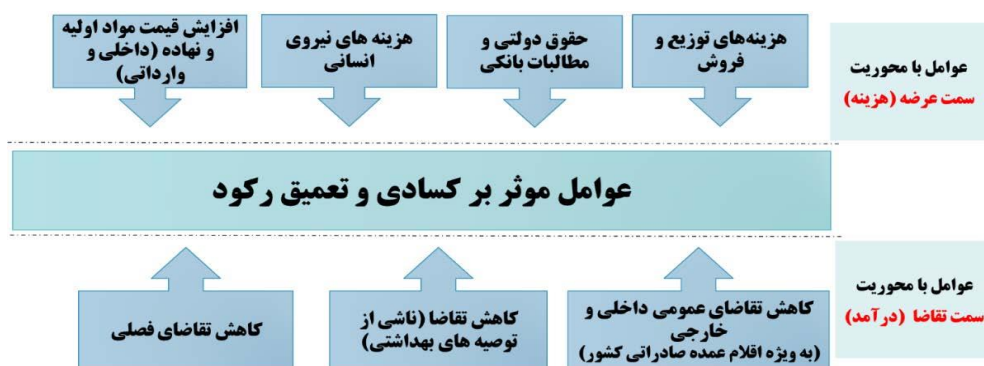 عوامل با محوریت
سمت عرضه (هزینه)
هزینه‌های توزیع و
فروش
حقوق دولتی و
مطالبات بانکی
هزینه های نیروی
انسانی
افزایش قیمت مواد اولیه
و نهاده (داخلی و
وارداتی)
عوامل موثر بر کسادی و تعمیق رکود
عوامل با محوریت
سمت تقاضا (درآمد)
کاهش تقاضای عمومی داخلی و
خارجی
(به ویژه اقلام عمده صادراتی کشور)
کاهش تقاضا (ناشی از
توصیه های بهداشتی)
کاهش تقاضای فصلی